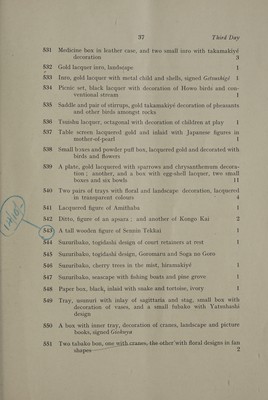 37 Third Day
531 Medicine box in leather case, and two small inro with takamakiyé
decoration 3
532 Gold lacquer inro, landscape 1
533 Inro, gold lacquer with metal child and shells, signed 1
534 Picnic set, black lacquer with decoration of Howo birds and con-
ventional stream 1
535 Saddle and pair of stirrups, gold takamakiyé decoration of pheasants
and other birds amongst rocks
536 Tsuzba lacquer, octagonal with decoration of children at play 1
537 Table screen lacquered gold and inlaid with Japanese figures in
mother-of-pearl 1
538 Small boxes and powder puff box, lacquered gold and decorated with
birds and flowers
539 A plate, gold lacquered with sparrows and chrysanthemum decora-
tion; another, and a box with egg-shell lacquer, two small
boxes and six bowls 11
540 Two pairs of trays with floral and landscape decoration, lacquered
in transparent colours 4
541 Lacquered figure of Amithaba 1
542 Ditto, figure of an apsara; and another of Kongo Kai 2
543 A tall wooden figure of Sennin Tekkai 1
544 Suzuribako, togidashi design of court retainers at rest 1
545 Suzuribako, togidashi design, Goromaru and Soga no Goro
546 Suzuribako, cherry trees in the mist, hiramakiyé 1
547 Suzuribako, seascape with fishing boats and pine grove
548 Paper box, black, inlaid with snake and tortoise, ivory 1
549 Tray, momuri with inlay of sagittaria and stag, small box with
decoration of vases, and a small tubako with Yatsuhashi
design
550 A box with inner tray, decoration of cranes, landscape and picture
books, signed
551 Two tabako bon, one with cranes, the other with floral designs in fan
shapes 2